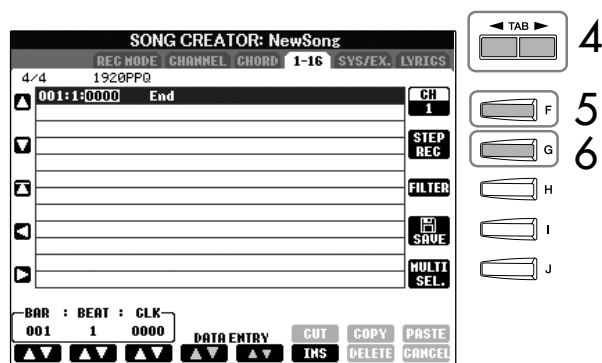 SONG CREATOR: NewSong
REC MODE CHANNEL CHORD 1-16 SYS/EX. LYRICS
4/4 1920PPQ
001:1:0000 End
CH
1
STEP
REC
FILTER
SAVE
MULTI
SEL.
BAR : BEAT : CLK
001 1 0000
DATA ENTRY
CUT COPY PASTE
INS DELETE CANCEL
TAB
4
F
5
G
6
H
I
J